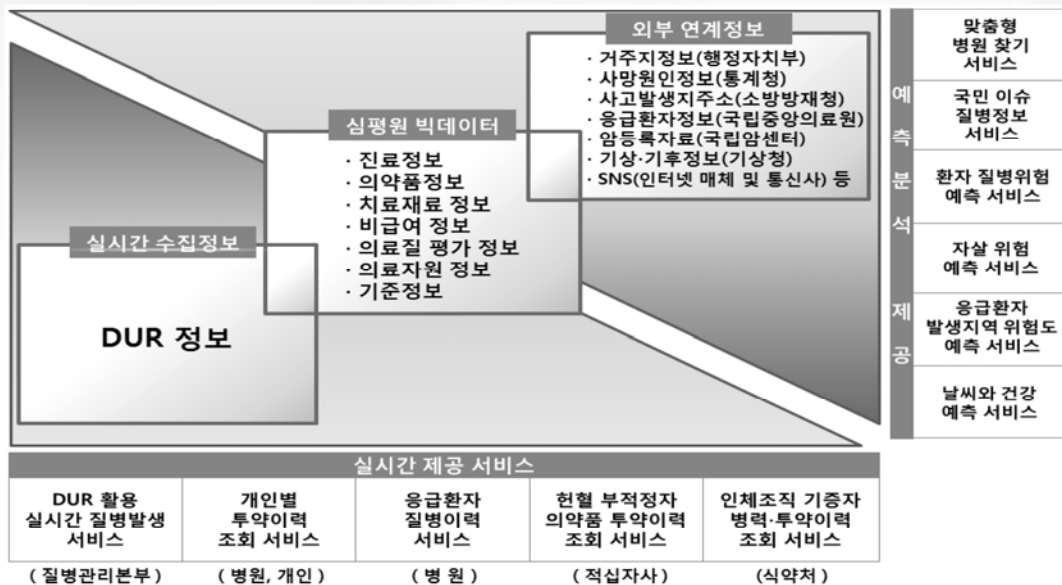 외부 연계정보
· 거주지정보(행정자치부)
· 사망원인정보(통계청)
· 사고발생지주소(소방방재청)
· 응급환자정보(국립중앙의료원)
· 암등록자료(국립암센터)
· 기상·기후정보(기상청)
· SNS(인터넷 매체 및 통신사) 등
심평원 빅데이터
· 진료정보
· 의약품정보
· 치료재료 정보
· 비급여 정보
· 의료질 평가 정보
· 의료자원 정보
· 기준정보
실시간 수집정보
DUR 정보
예
측
분
석
제
공
맞춤형
병원 찾기
서비스
국민 이슈
질병정보
서비스
환자 질병위험
예측 서비스
자살 위험
예측 서비스
응급환자
발생지역 위험도
예측 서비스
날씨와 건강
예측 서비스
실시간 제공 서비스
DUR 활용
실시간 질병발생
서비스
(질병관리본부)
개인별
투약이력
조회 서비스
(병원, 개인)
응급환자
질병이력
서비스
(병 원)
헌혈 부적정자
의약품 투약이력
조회 서비스
(적십자사)
인체조직 기증자
병력·투약이력
조회 서비스
(식약처)